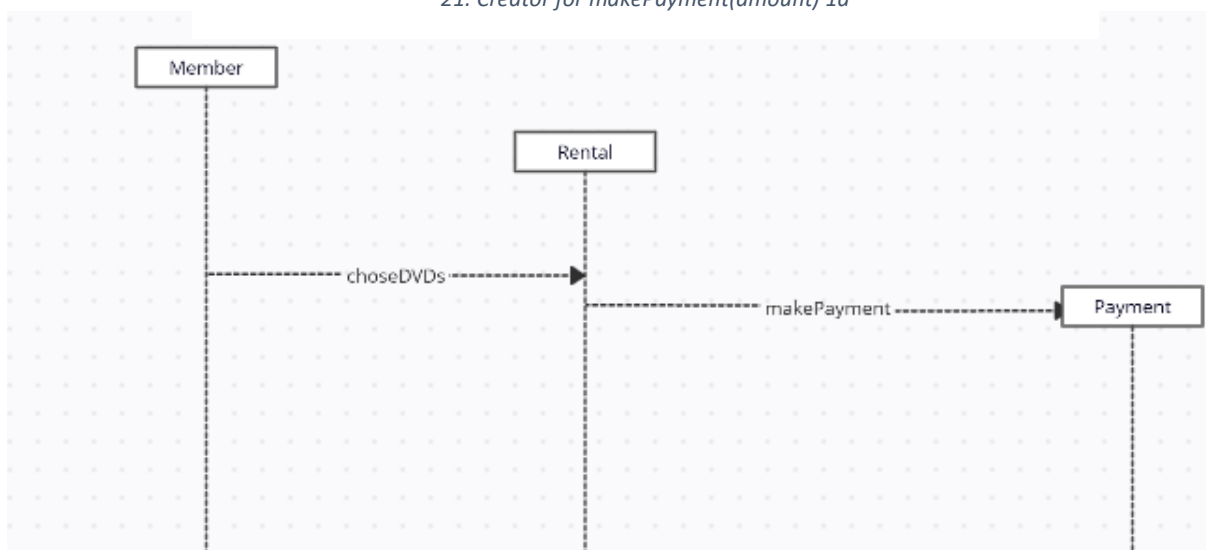 21. Creator for makePayment(amount) 1a
Member
Rental
choseDVDs
makePayment
Payment